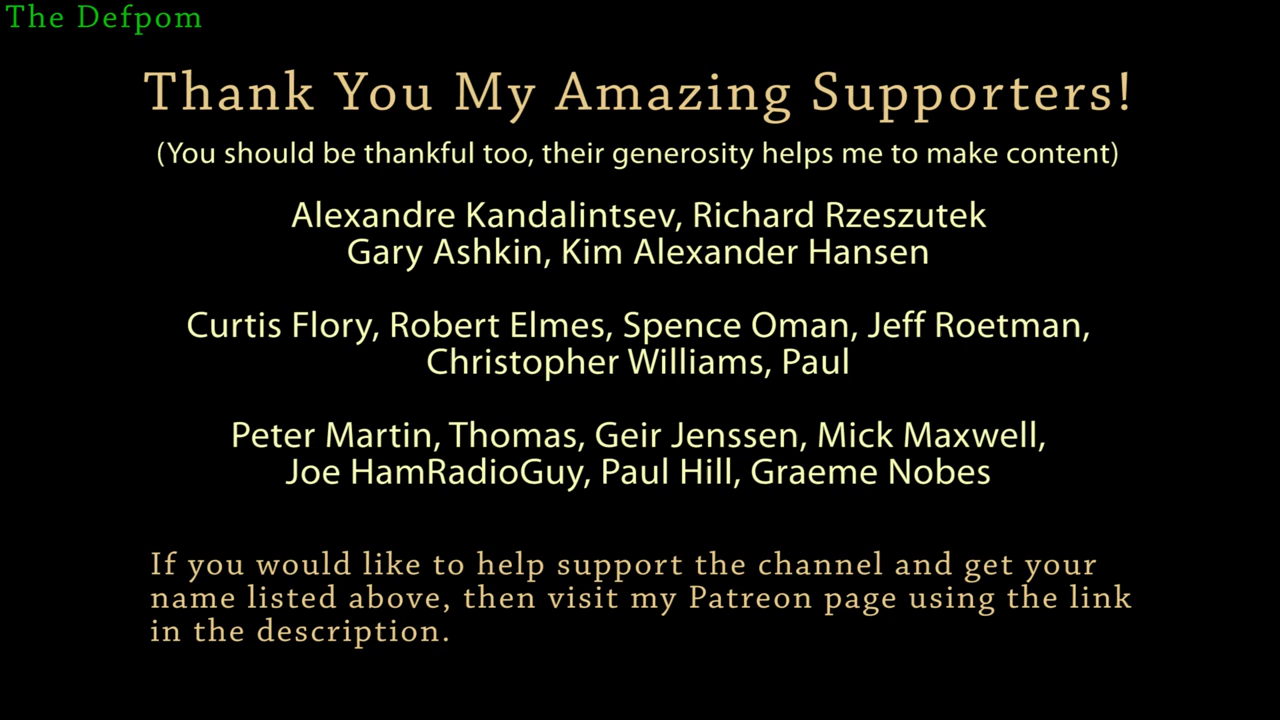 The Defpom
Thank You My Amazing Supporters!
(You should be thankful too, their generosity helps me to make content)
Alexandre Kandalintsev, Richard Rzeszutek
Gary Ashkin, Kim Alexander Hansen
Curtis Flory, Robert Elmes, Spence Oman, Jeff Roetman,
Christopher Williams, Paul
Peter Martin, Thomas, Geir Jenssen, Mick Maxwell,
Joe HamRadioGuy, Paul Hill, Graeme Nobes
If you would like to help support the channel and get your
name listed above, then visit my Patreon page using the link
in the description.